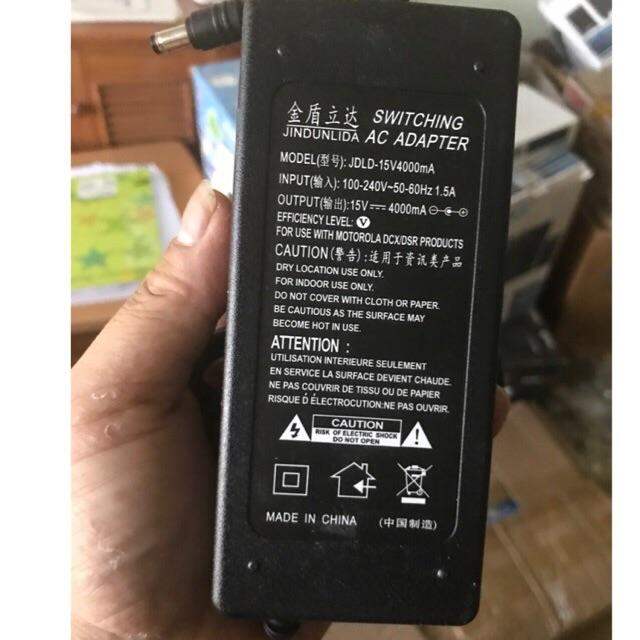 金盾立达 SWITCHING
JINDUNLIDA AC ADAPTER
MODEL(型号): JDLD-15V4000mA
INPUT(输入): 100-240V~50-60Hz 1.5A
OUTPUT(输出): 15V⎓4000mA
EFFICIENCY LEVEL: V
FOR USE WITH MOTOROLA DCX/DSR PRODUCTS
CAUTION(警告):适用于资讯类产品
DRY LOCATION USE ONLY.
FOR INDOOR USE ONLY.
DO NOT COVER WITH CLOTH OR PAPER.
BE CAUTIOUS AS THE SURFACE MAY
BECOME HOT IN USE.
ATTENTION :
UTILISATION INTERIEURE SEULEMENT
EN SERVICE LA SURFACE DEVIENT CHAUDE.
NE PAS COUVRIR DE TISSU OU DE PAPIER
RISQUE D'ÉLECTROCUTION:NE PAS OUVRIR.
CAUTION
RISK OF ELECTRIC SHOCK
DO NOT OPEN
MADE IN CHINA (中国制造)